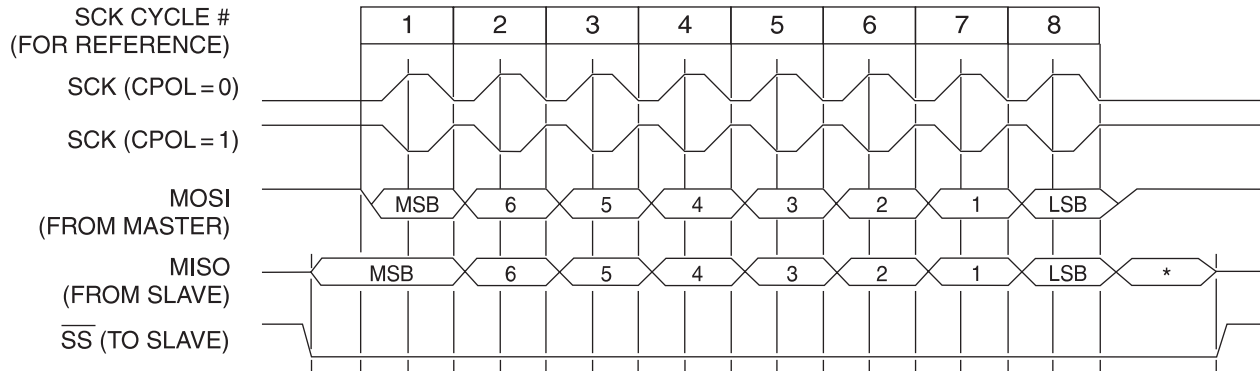 SCK CYCLE #
(FOR REFERENCE)
1 2 3 4 5 6 7 8
SCK (CPOL = 0)
SCK (CPOL = 1)
MOSI
(FROM MASTER)
MSB 6 5 4 3 2 1 LSB
MISO
(FROM SLAVE)
MSB 6 5 4 3 2 1 LSB *
SS (TO SLAVE)